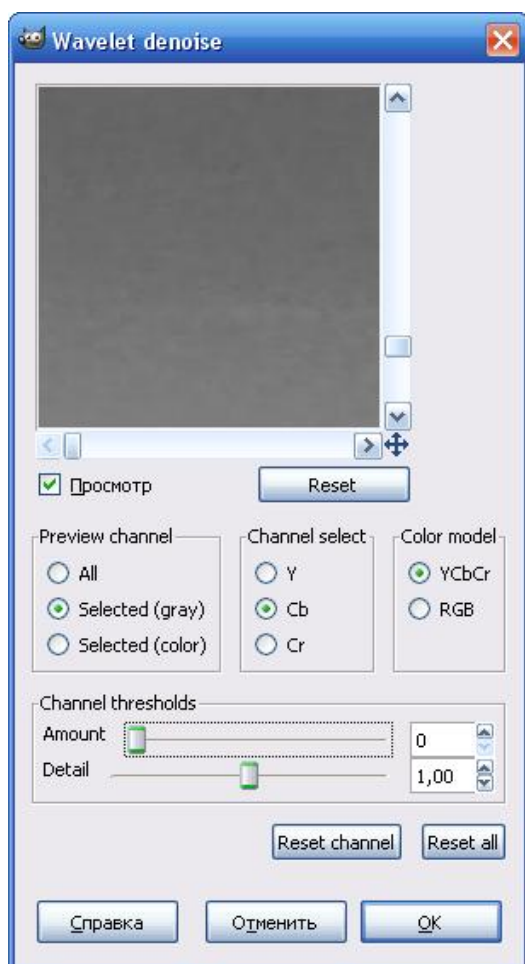 Wavelet denoise
Просмотр
Reset
Preview channel
All
Selected (gray)
Selected (color)
Channel select
Y
Cb
Cr
Color model
YCbCr
RGB
Channel thresholds
Amount
0
Detail
1,00
Reset channel
Reset all
Справка
Отменить
OK